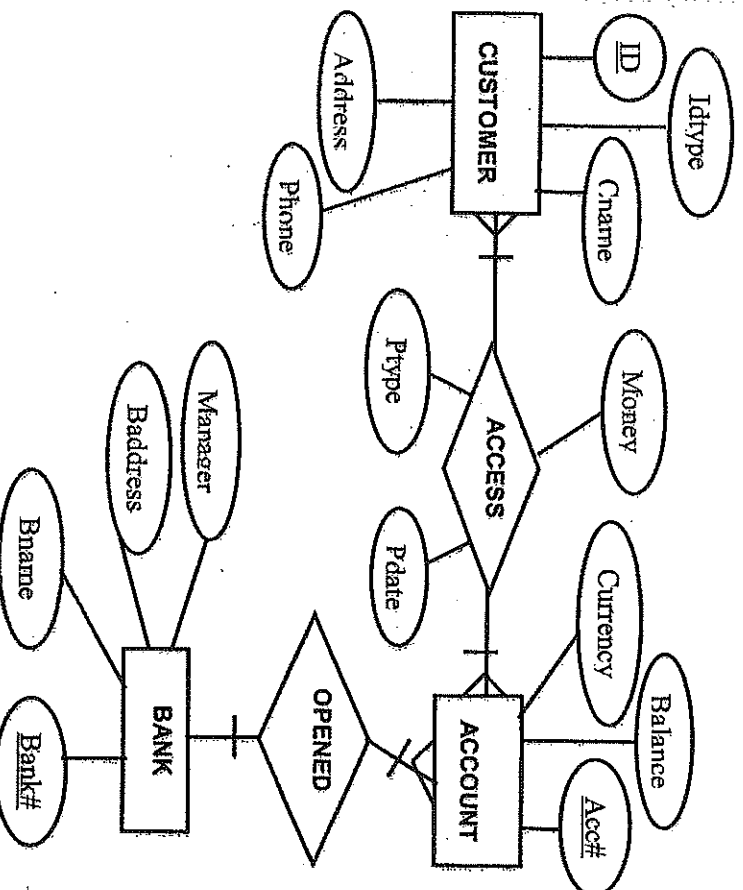 ID
Idtype
Cname
CUSTOMER
Address
Phone
Money
ACCESS
Ptype
Pdate
Currency
Balance
Acc#
ACCOUNT
OPENED
Manager
Baddress
Bname
Bank#
BANK